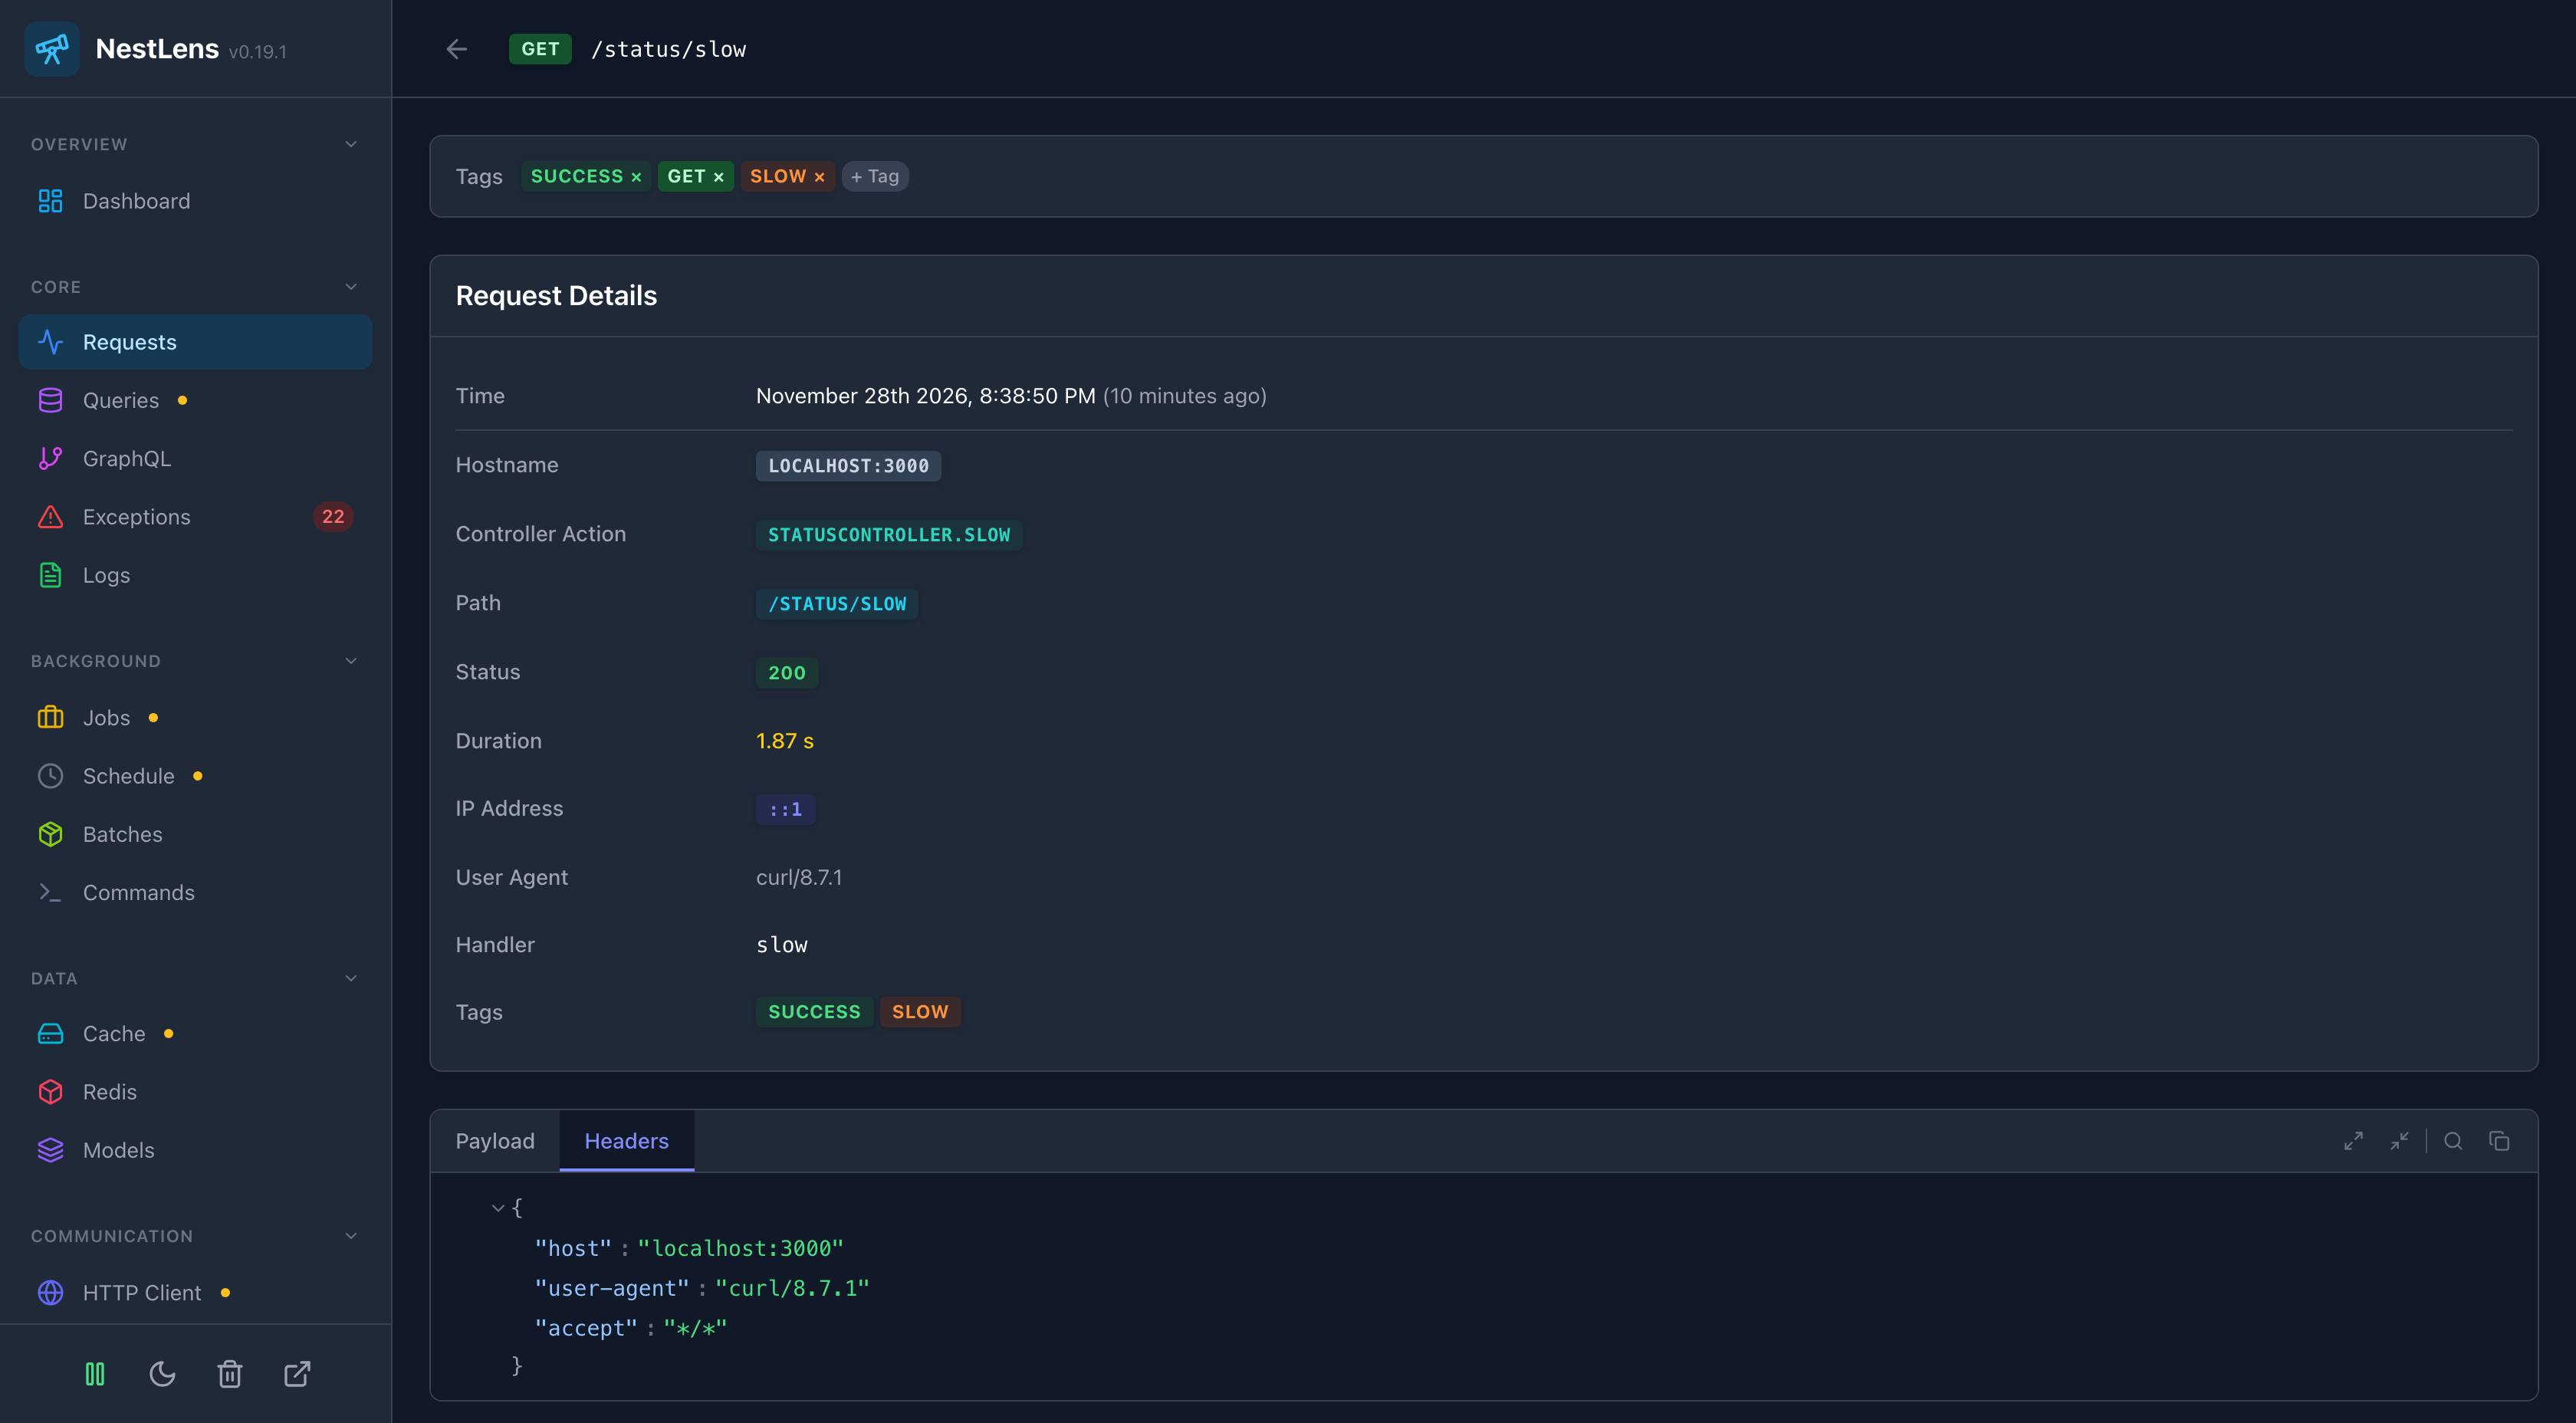 NestLens v0.19.1
OVERVIEW
Dashboard
CORE
Requests
Queries
GraphQL
Exceptions 22
Logs
BACKGROUND
Jobs
Schedule
Batches
Commands
DATA
Cache
Redis
Models
COMMUNICATION
HTTP Client
GET /status/slow
Tags SUCCESS × GET × SLOW × + Tag
Request Details
Time November 28th 2026, 8:38:50 PM (10 minutes ago)
Hostname LOCALHOST:3000
Controller Action STATUSCONTROLLER.SLOW
Path /STATUS/SLOW
Status 200
Duration 1.87 s
IP Address ::1
User Agent curl/8.7.1
Handler slow
Tags SUCCESS SLOW
Payload Headers
{
"host" : "localhost:3000"
"user-agent" : "curl/8.7.1"
"accept" : "*/*"
}